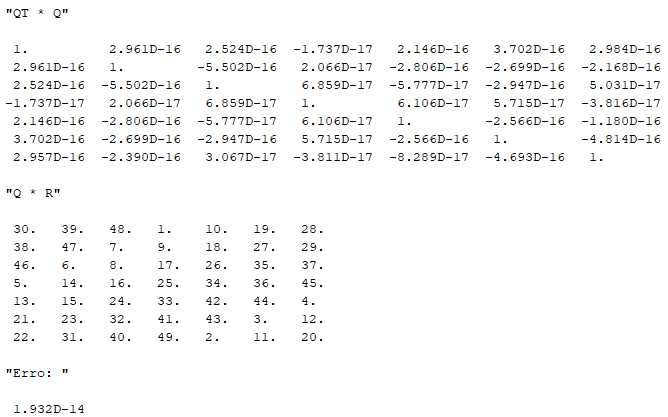 "QT * Q"
1. 2.961D-16 2.524D-16 -1.737D-17 2.146D-16 3.702D-16 2.984D-16
2.961D-16 1. -5.502D-16 2.066D-17 -2.806D-16 -2.699D-16 -2.168D-16
2.524D-16 -5.502D-16 1. 6.859D-17 -5.777D-17 -2.947D-16 5.031D-17
-1.737D-17 2.066D-17 6.859D-17 1. 6.106D-17 5.715D-17 -3.816D-17
2.146D-16 -2.806D-16 -5.777D-17 6.106D-17 1. -2.566D-16 -1.180D-16
3.702D-16 -2.699D-16 -2.947D-16 5.715D-17 -2.566D-16 1. -4.814D-16
2.957D-16 -2.390D-16 3.067D-17 -3.811D-17 -8.289D-17 -4.693D-16 1.
"Q * R"
30. 39. 48. 1. 10. 19. 28.
38. 47. 7. 9. 18. 27. 29.
46. 6. 8. 17. 26. 35. 37.
5. 14. 16. 25. 34. 36. 45.
13. 15. 24. 33. 42. 44. 4.
21. 23. 32. 41. 43. 3. 12.
22. 31. 40. 49. 2. 11. 20.
"Erro: "
1.932D-14